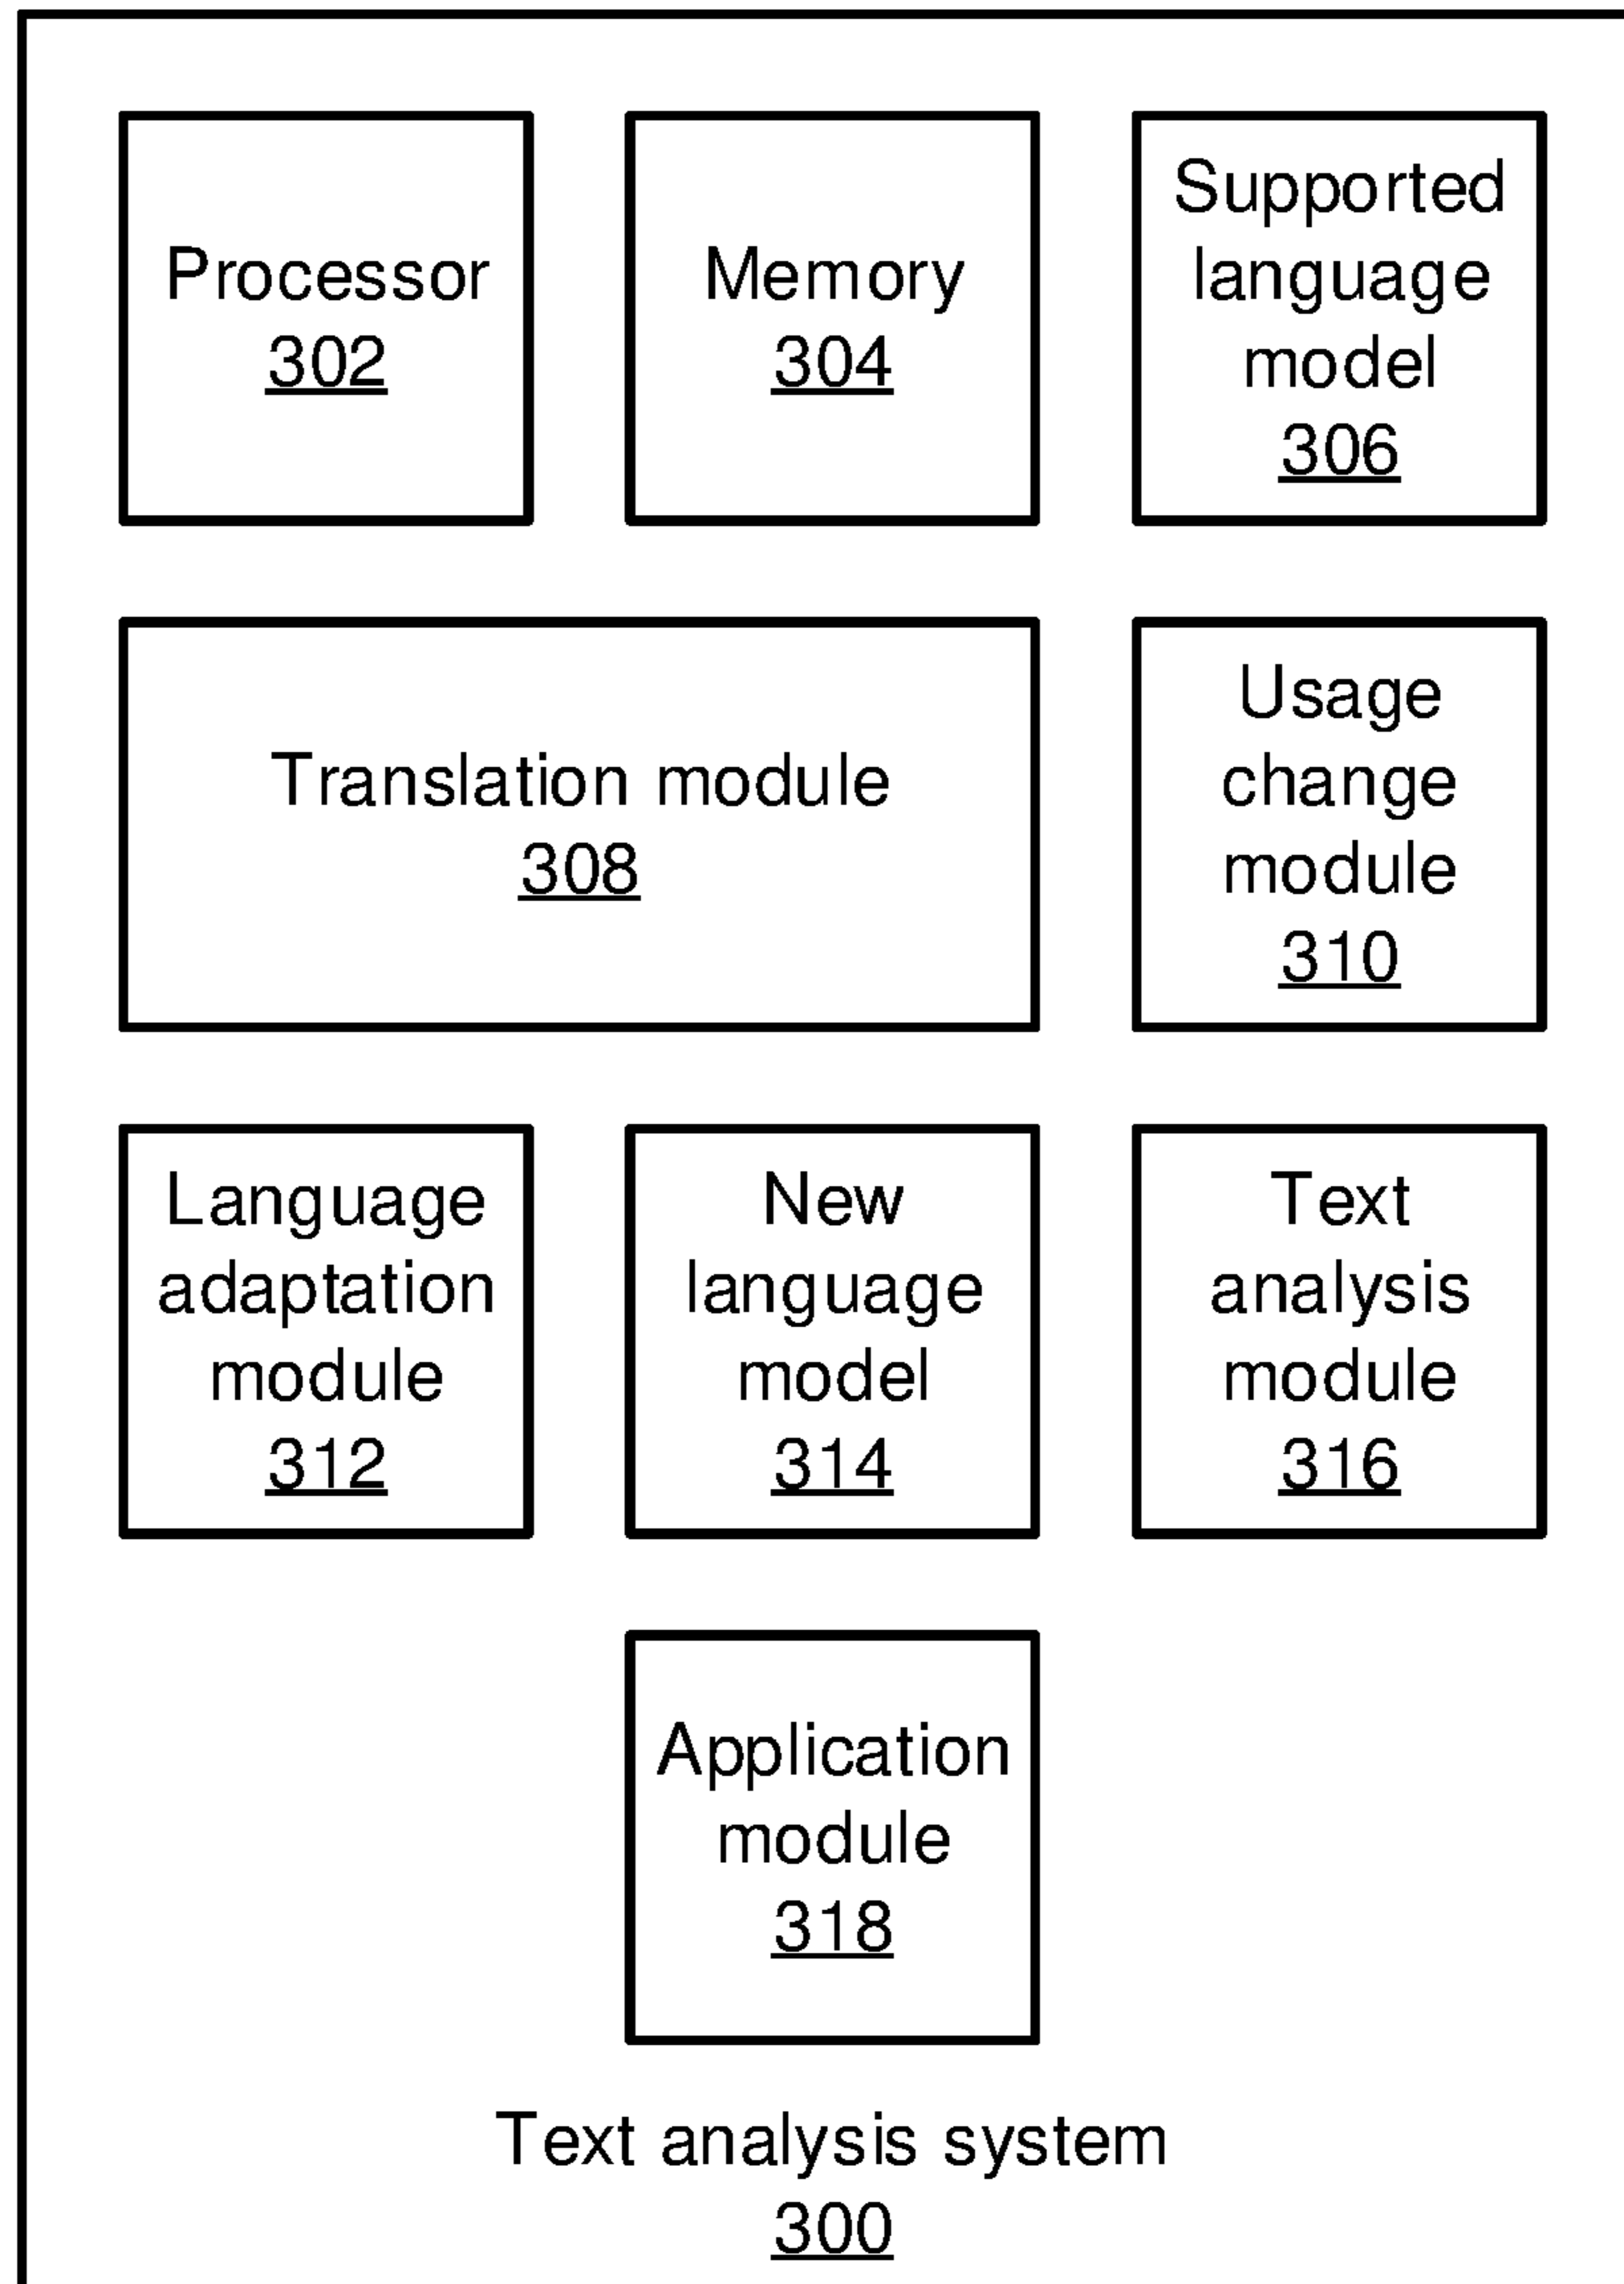 Processor
302
Memory
304
Supported
language
model
306
Translation module
308
Usage
change
module
310
Language
adaptation
module
312
New
language
model
314
Text
analysis
module
316
Application
module
318
Text analysis system
300